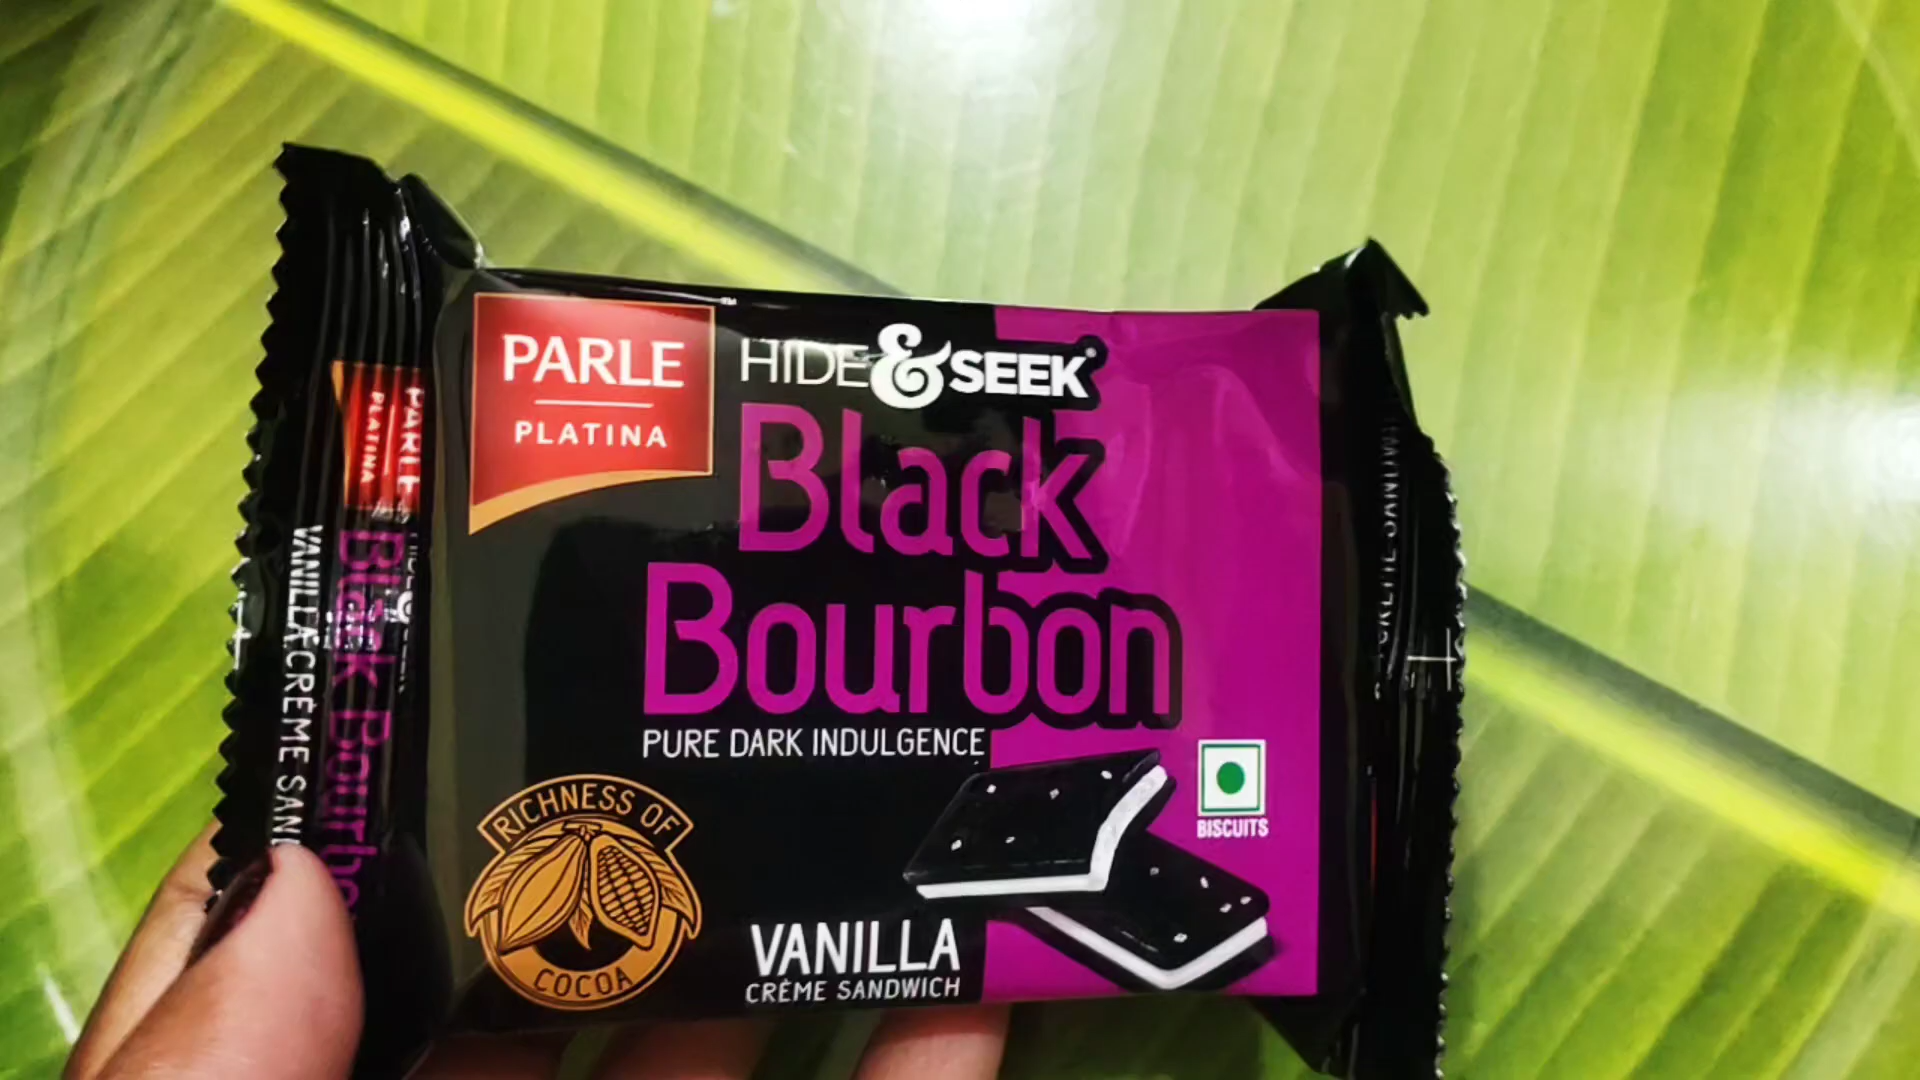 PARLE
PLATINA
HIDE & SEEK®
Black
Bourbon
PURE DARK INDULGENCE
RICHNESS OF
COCOA
VANILLA
CRÈME SANDWICH
BISCUITS
PARLE
PLATINA
Black Bourbon
VANILLA CRÈME